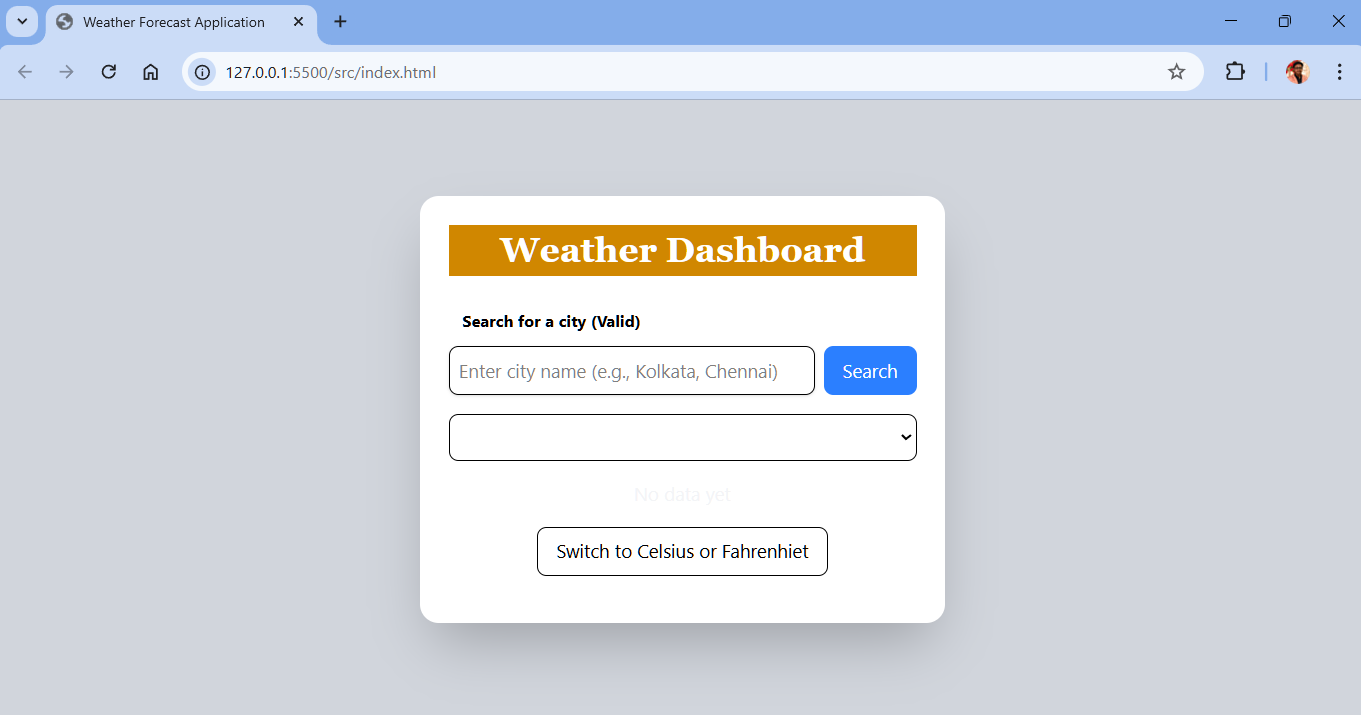 Weather Forecast Application
127.0.0.1:5500/src/index.html
Weather Dashboard
Search for a city (Valid)
Enter city name (e.g., Kolkata, Chennai)
Search
No data yet
Switch to Celsius or Fahrenhiet